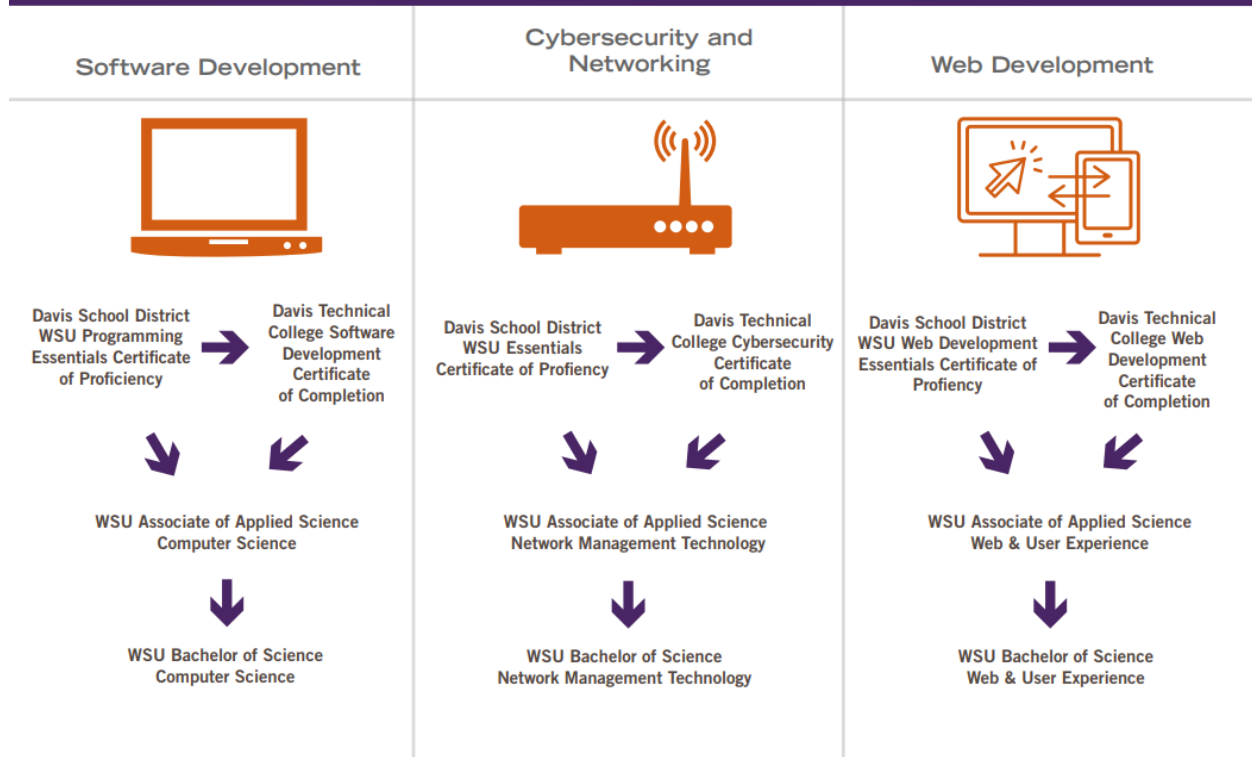 Software Development
Davis School District
WSU Programming
Essentials Certificate
of Proficiency
Davis Technical
College Software
Development
Certificate
of Completion
WSU Associate of Applied Science
Computer Science
WSU Bachelor of Science
Computer Science
Cybersecurity and
Networking
Davis School District
WSU Essentials
Certificate of Profiency
Davis Technical
College Cybersecurity
Certificate
of Completion
WSU Associate of Applied Science
Network Management Technology
WSU Bachelor of Science
Network Management Technology
Web Development
Davis School District
WSU Web Development
Essentials Certificate of
Profiency
Davis Technical
College Web
Development
Certificate
of Completion
WSU Associate of Applied Science
Web & User Experience
WSU Bachelor of Science
Web & User Experience